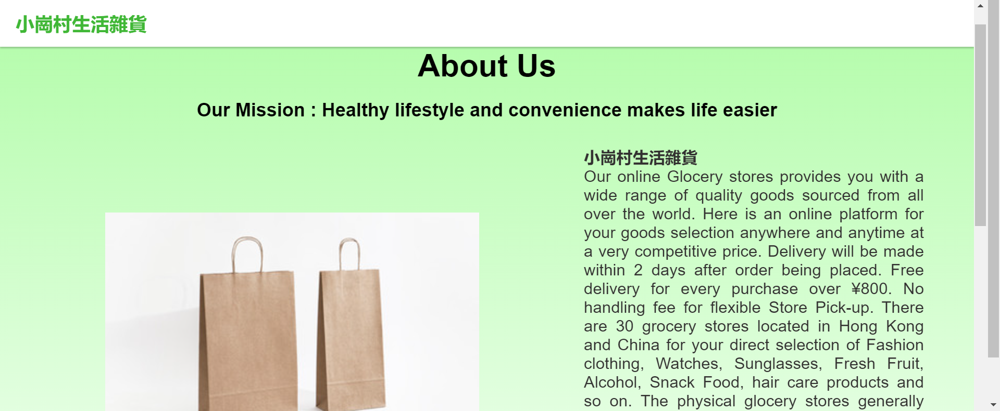 小崗村生活雜貨
About Us
Our Mission : Healthy lifestyle and convenience makes life easier
小崗村生活雜貨
Our online Glocery stores provides you with a
wide range of quality goods sourced from all
over the world. Here is an online platform for
your goods selection anywhere and anytime at
a very competitive price. Delivery will be made
within 2 days after order being placed. Free
delivery for every purchase over ¥800. No
handling fee for flexible Store Pick-up. There
are 30 grocery stores located in Hong Kong
and China for your direct selection of Fashion
clothing, Watches, Sunglasses, Fresh Fruit,
Alcohol, Snack Food, hair care products and
so on. The physical glocery stores generally